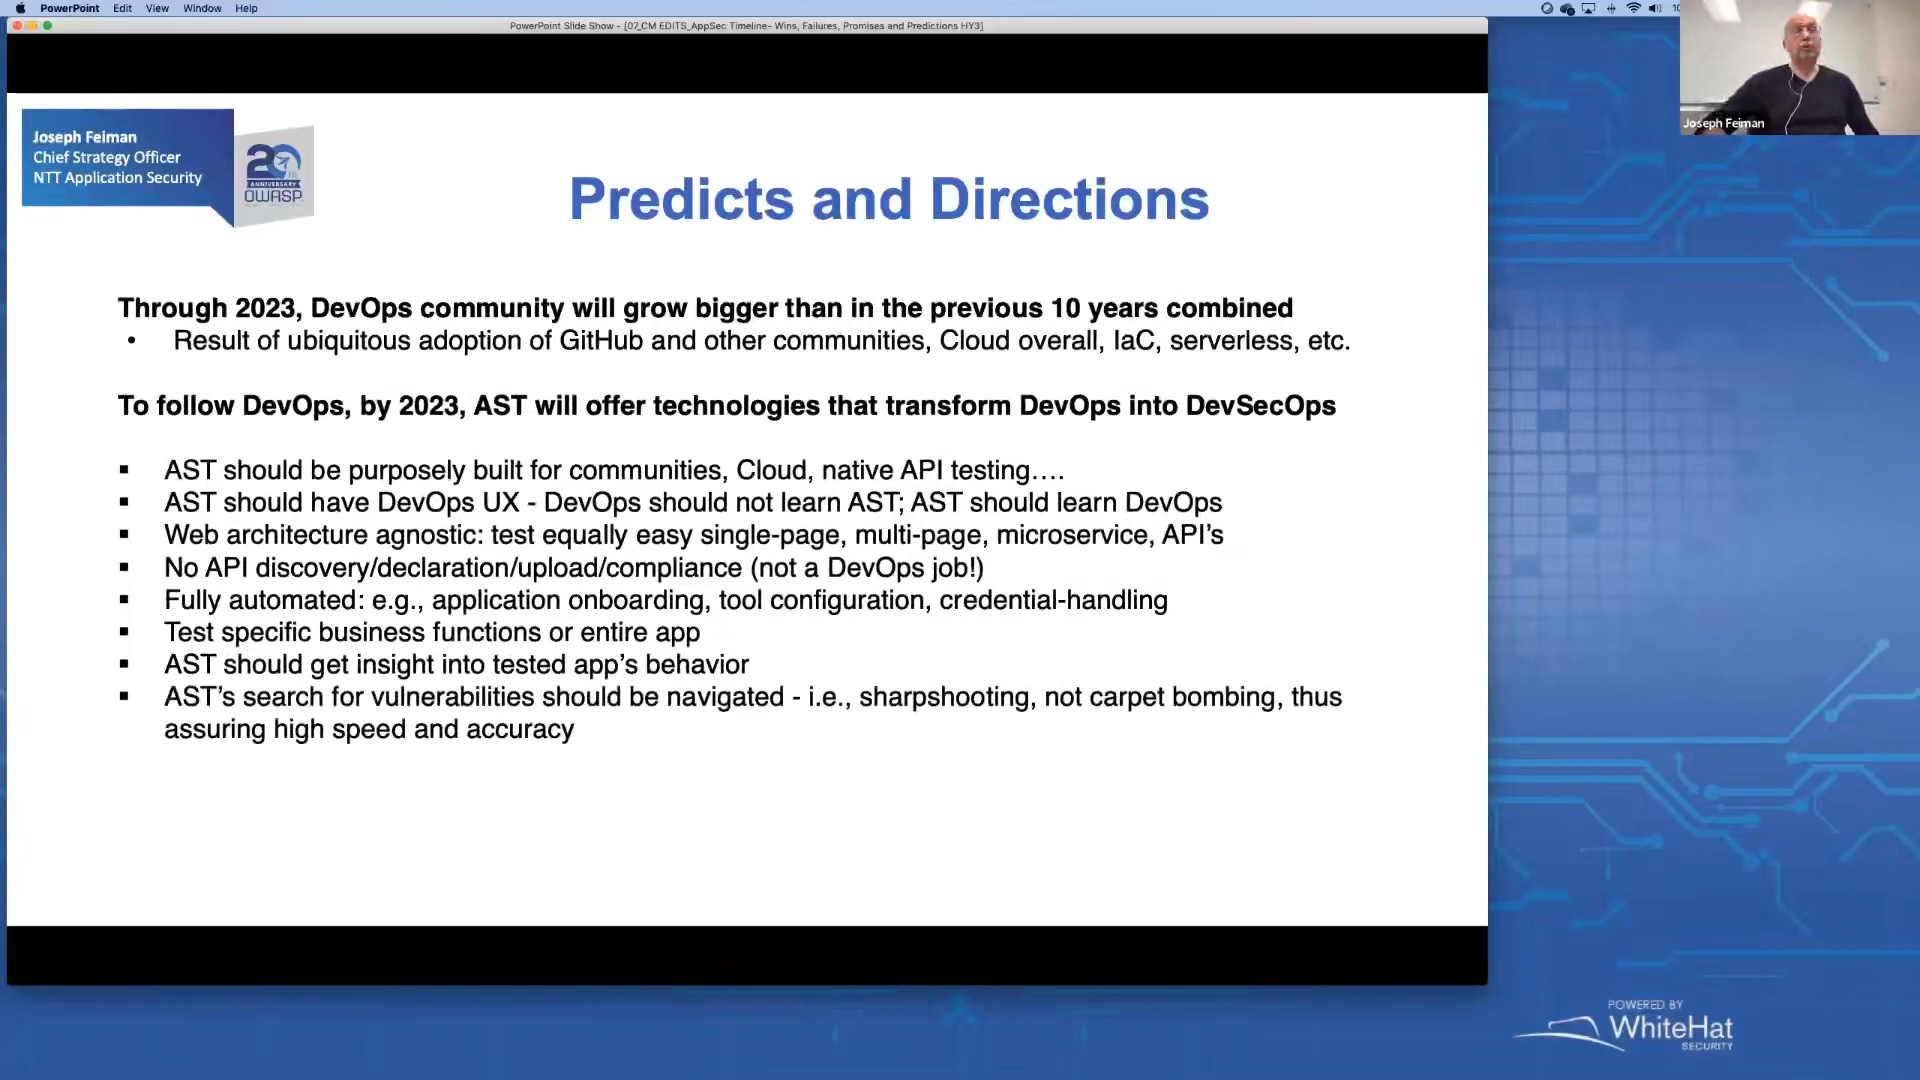 PowerPoint Edit View Window Help
PowerPoint Slide Show - [07_CM EDITS_AppSec Timeline- Wins, Failures, Promises and Predictions HY3]
Joseph Feiman
Joseph Feiman
Chief Strategy Officer
NTT Application Security
20th
ANNIVERSARY
OWASP
Predicts and Directions
Through 2023, DevOps community will grow bigger than in the previous 10 years combined
• Result of ubiquitous adoption of GitHub and other communities, Cloud overall, IaC, serverless, etc.
To follow DevOps, by 2023, AST will offer technologies that transform DevOps into DevSecOps
▪ AST should be purposely built for communities, Cloud, native API testing….
▪ AST should have DevOps UX - DevOps should not learn AST; AST should learn DevOps
▪ Web architecture agnostic: test equally easy single-page, multi-page, microservice, API’s
▪ No API discovery/declaration/upload/compliance (not a DevOps job!)
▪ Fully automated: e.g., application onboarding, tool configuration, credential-handling
▪ Test specific business functions or entire app
▪ AST should get insight into tested app’s behavior
▪ AST’s search for vulnerabilities should be navigated - i.e., sharpshooting, not carpet bombing, thus
assuring high speed and accuracy
POWERED BY
WhiteHat
SECURITY